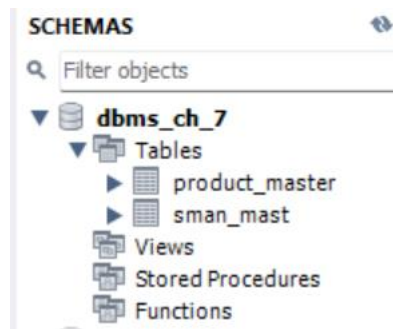 SCHEMAS
Filter objects
dbms_ch_7
Tables
product_master
sman_mast
Views
Stored Procedures
Functions